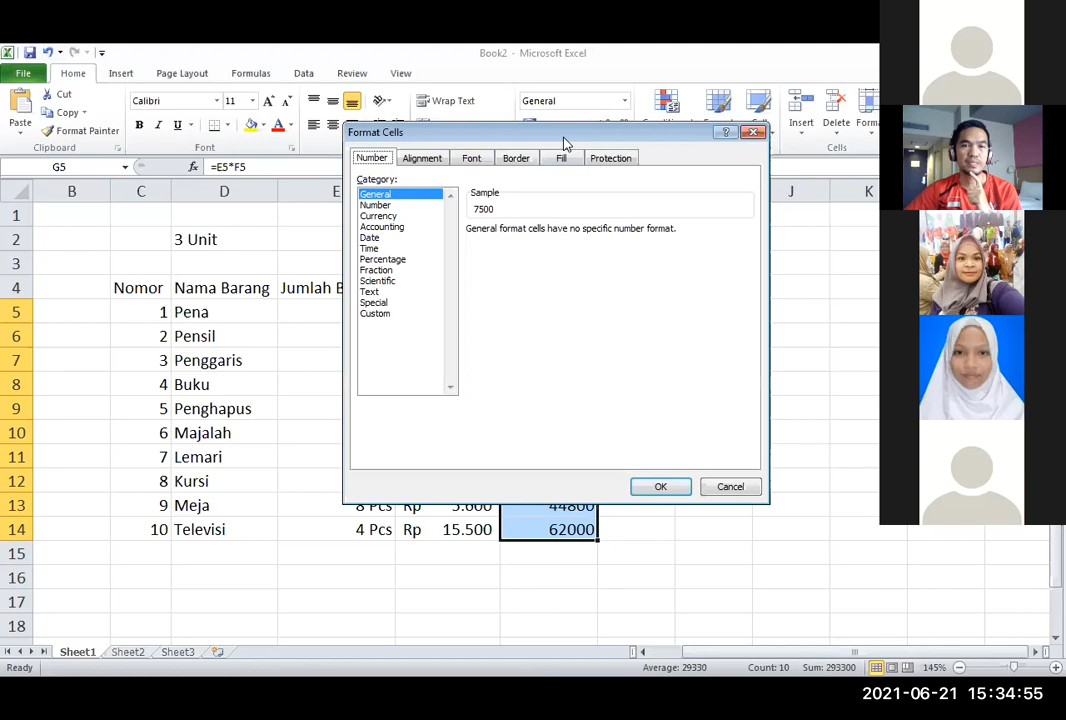 Book2 - Microsoft Excel
File Home Insert Page Layout Formulas Data Review View
Cut
Copy
Format Painter
Paste
Clipboard
Calibri 11
B I U
Font
Wrap Text
General
Insert Delete Format
Cells
G5 fx =E5*F5
B C D E J K
1
2 3 Unit
3
4 Nomor Nama Barang Jumlah B
5 1 Pena
6 2 Pensil
7 3 Penggaris
8 4 Buku
9 5 Penghapus
10 6 Majalah
11 7 Lemari
12 8 Kursi
13 9 Meja 8 Pcs Rp 5.600 44800
14 10 Televisi 4 Pcs Rp 15.500 62000
15
16
17
18
Format Cells
Number Alignment Font Border Fill Protection
Category:
General
Number
Currency
Accounting
Date
Time
Percentage
Fraction
Scientific
Text
Special
Custom
Sample
7500
General format cells have no specific number format.
OK Cancel
Sheet1 Sheet2 Sheet3
Ready Average: 29330 Count: 10 Sum: 293300 145%
2021-06-21 15:34:55